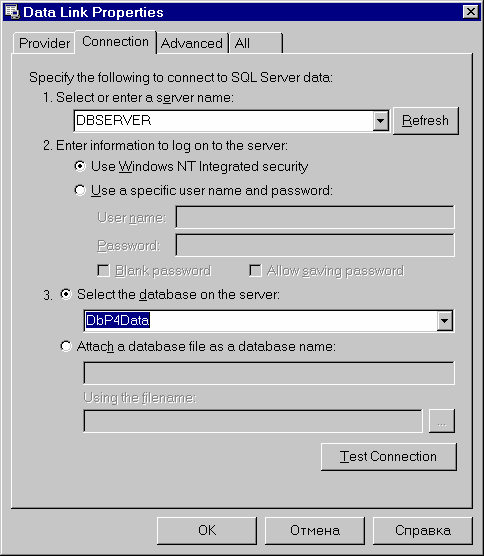 Data Link Properties
Provider Connection Advanced All
Specify the following to connect to SQL Server data:
1. Select or enter a server name:
DBSERVER Refresh
2. Enter information to log on to the server:
Use Windows NT Integrated security
Use a specific user name and password:
User name:
Password:
Blank password Allow saving password
3. Select the database on the server:
DbP4Data
Attach a database file as a database name:
Using the filename:
...
Test Connection
OK Отмена Справка